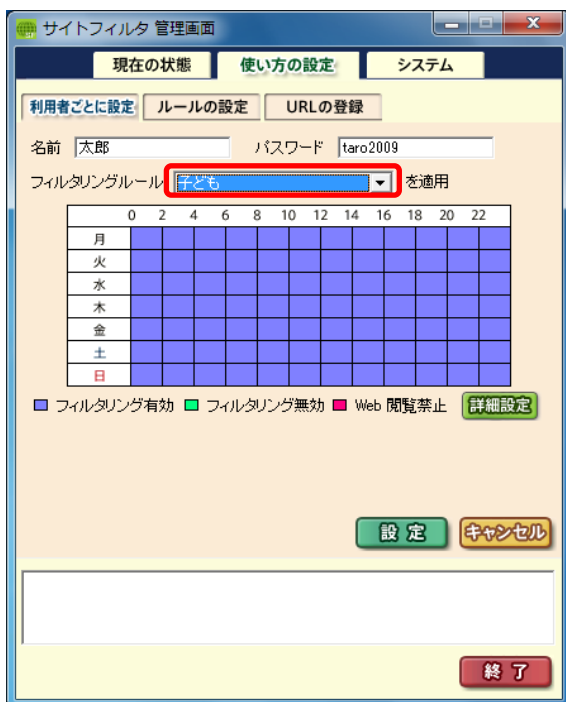 サイトフィルタ 管理画面
現在の状態 使い方の設定 システム
利用者ごとに設定 ルールの設定 URLの登録
名前 太郎 パスワード taro2009
フィルタリングルール 子ども を適用
0 2 4 6 8 10 12 14 16 18 20 22
月
火
水
木
金
土
日
フィルタリング有効 フィルタリング無効 Web 閲覧禁止 詳細設定
設定 キャンセル
終了